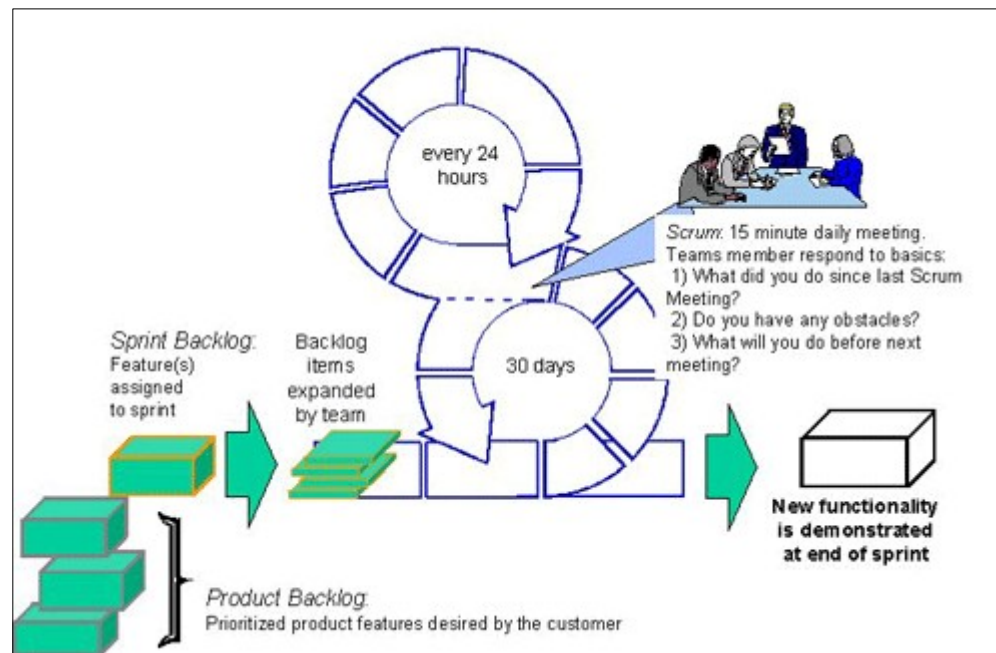 every 24
hours
Scrum: 15 minute daily meeting.
Teams member respond to basics:
1) What did you do since last Scrum
Meeting?
2) Do you have any obstacles?
3) What will you do before next
meeting?
Sprint Backlog:
Feature(s)
assigned
to sprint
Backlog
items
expanded
by team
30 days
New functionality
is demonstrated
at end of sprint
Product Backlog:
Prioritized product features desired by the customer